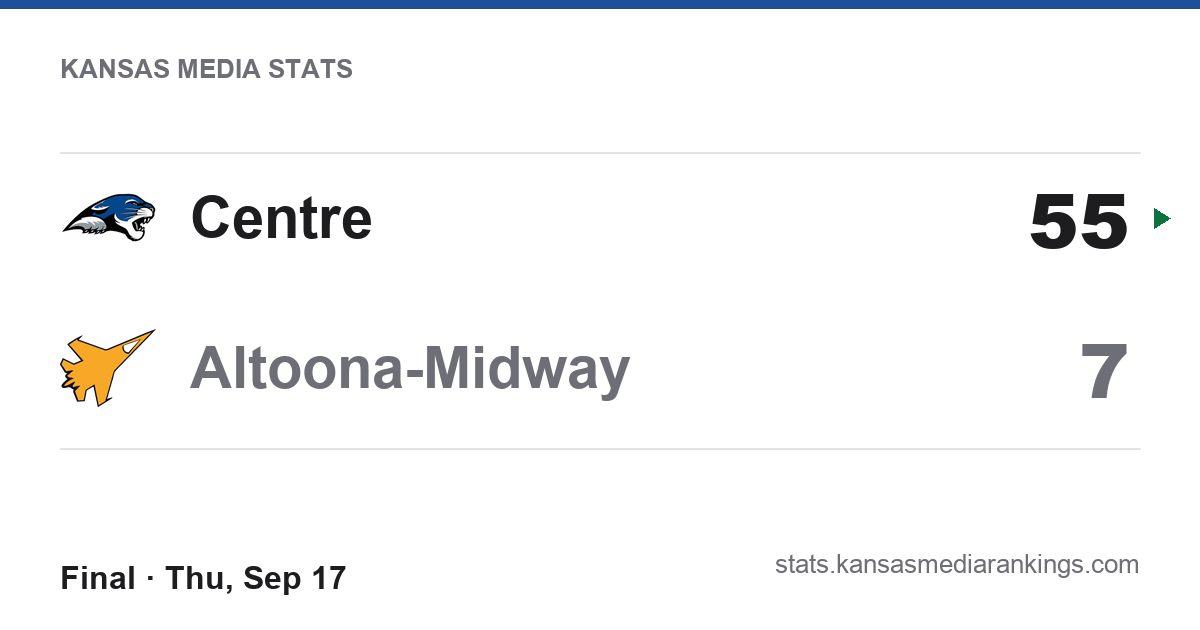 KANSAS MEDIA STATS
Centre 55
Altoona-Midway 7
Final · Thu, Sep 17
stats.kansasmediarankings.com